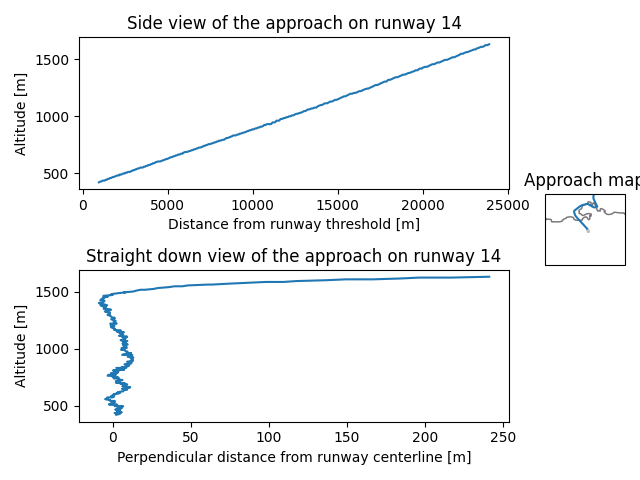 Side view of the approach on runway 14
1500
1000
500
Altitude [m]
0 5000 10000 15000 20000 25000
Distance from runway threshold [m]
Approach map
Straight down view of the approach on runway 14
1500
1000
500
Altitude [m]
0 50 100 150 200 250
Perpendicular distance from runway centerline [m]